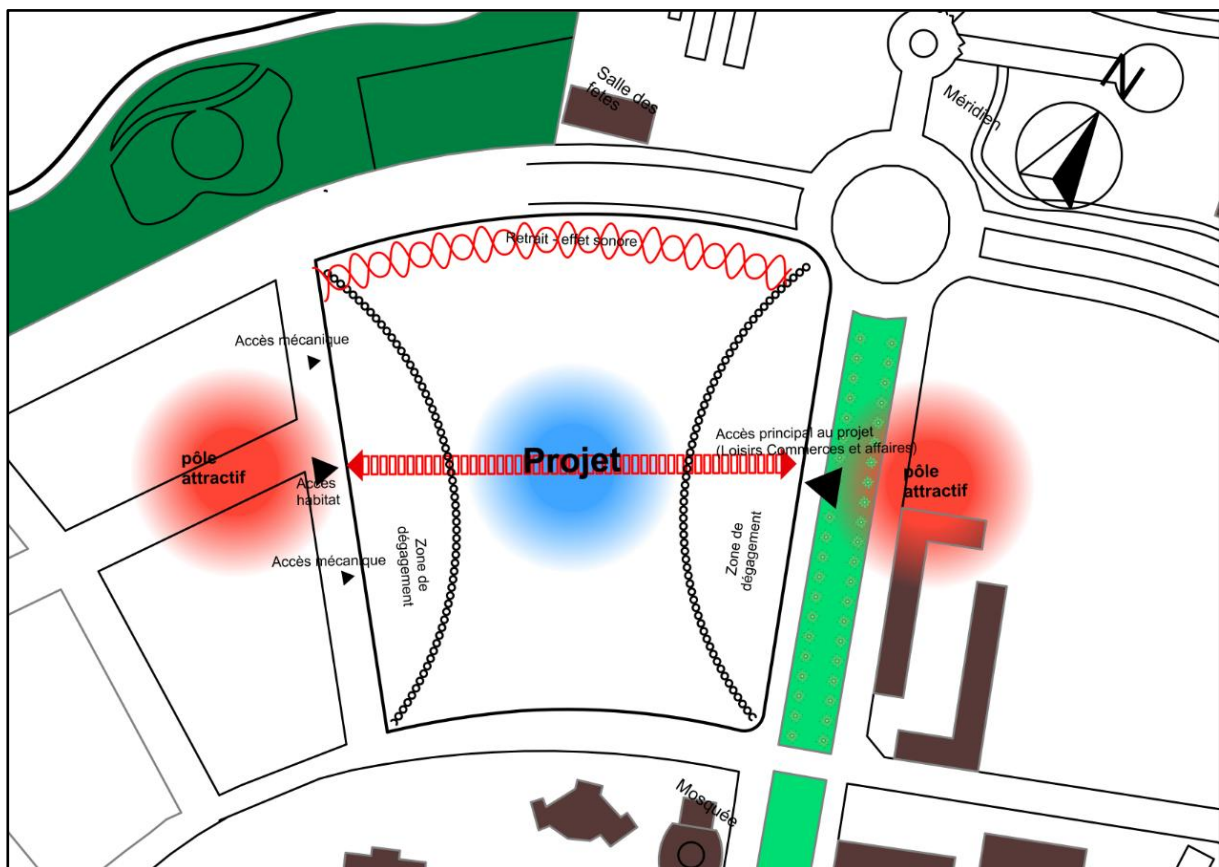 Salle des
fetes
Méridien
N
Retrait - effet sonore
Accès mécanique
Accès principal au projet
(Loisirs Commerces et affaires)
Projet
pôle
attractif
pôle
attractif
Accès
habitat
Zone de
dégagement
Zone de
dégagement
Accès mécanique
Mosquée